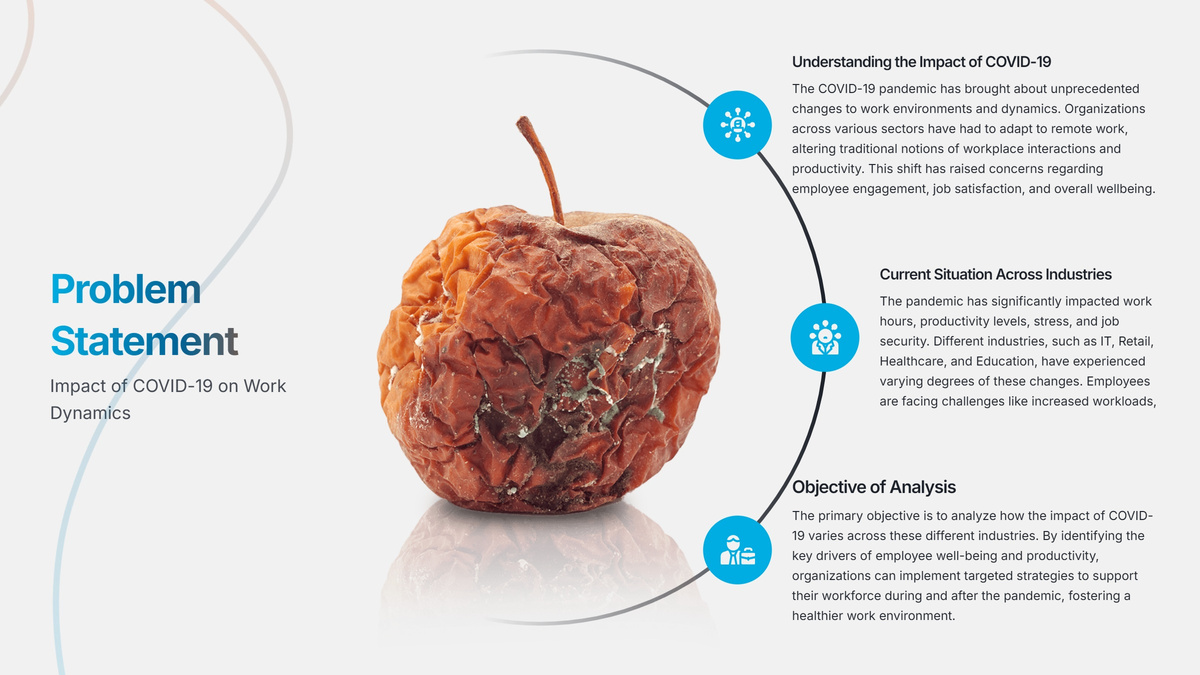 Problem
Statement
Impact of COVID-19 on Work
Dynamics
Understanding the Impact of COVID-19
The COVID-19 pandemic has brought about unprecedented
changes to work environments and dynamics. Organizations
across various sectors have had to adapt to remote work,
altering traditional notions of workplace interactions and
productivity. This shift has raised concerns regarding
employee engagement, job satisfaction, and overall wellbeing.
Current Situation Across Industries
The pandemic has significantly impacted work
hours, productivity levels, stress, and job
security. Different industries, such as IT, Retail,
Healthcare, and Education, have experienced
varying degrees of these changes. Employees
are facing challenges like increased workloads,
Objective of Analysis
The primary objective is to analyze how the impact of COVID-
19 varies across these different industries. By identifying the
key drivers of employee well-being and productivity,
organizations can implement targeted strategies to support
their workforce during and after the pandemic, fostering a
healthier work environment.